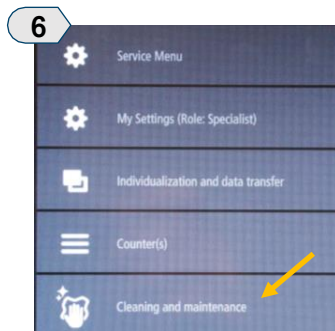 6
Service Menu
My Settings (Role: Specialist)
Individualization and data transfer
Counter(s)
Cleaning and maintenance